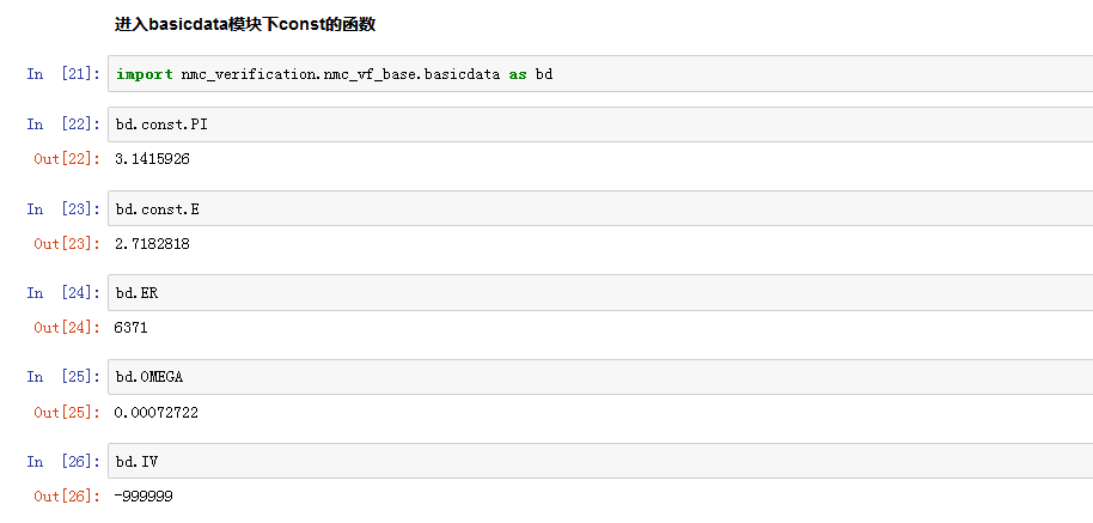 进入basicdata模块下const的函数
In [21]: import nmc_verification.nmc_vf_base.basicdata as bd
In [22]: bd.const.PI
Out[22]: 3.1415926
In [23]: bd.const.E
Out[23]: 2.7182818
In [24]: bd.ER
Out[24]: 6371
In [25]: bd.OMEGA
Out[25]: 0.00072722
In [26]: bd.IV
Out[26]: -999999